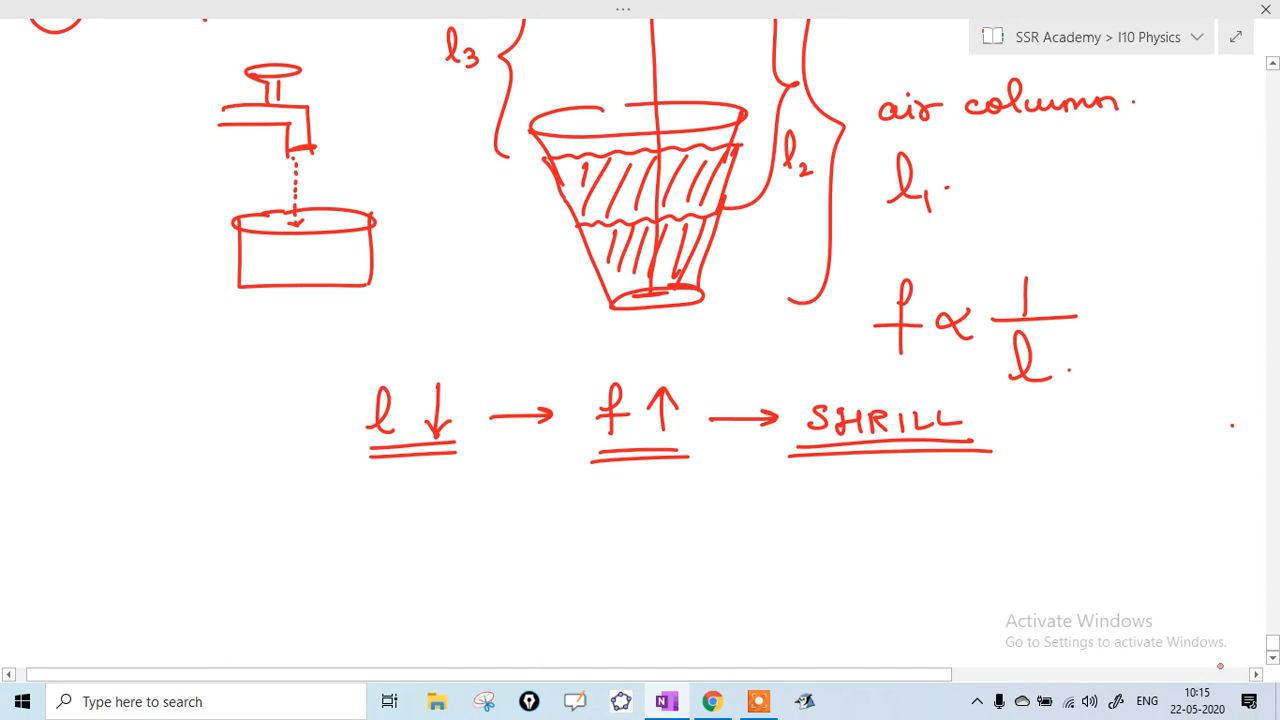 SSR Academy > I10 Physics
l₃
air column.
l₂
l₁.
f ∝ 1/l.
l ↓ → f ↑ → SHRILL
Activate Windows
Go to Settings to activate Windows.
Type here to search
ENG
10:15
22-05-2020